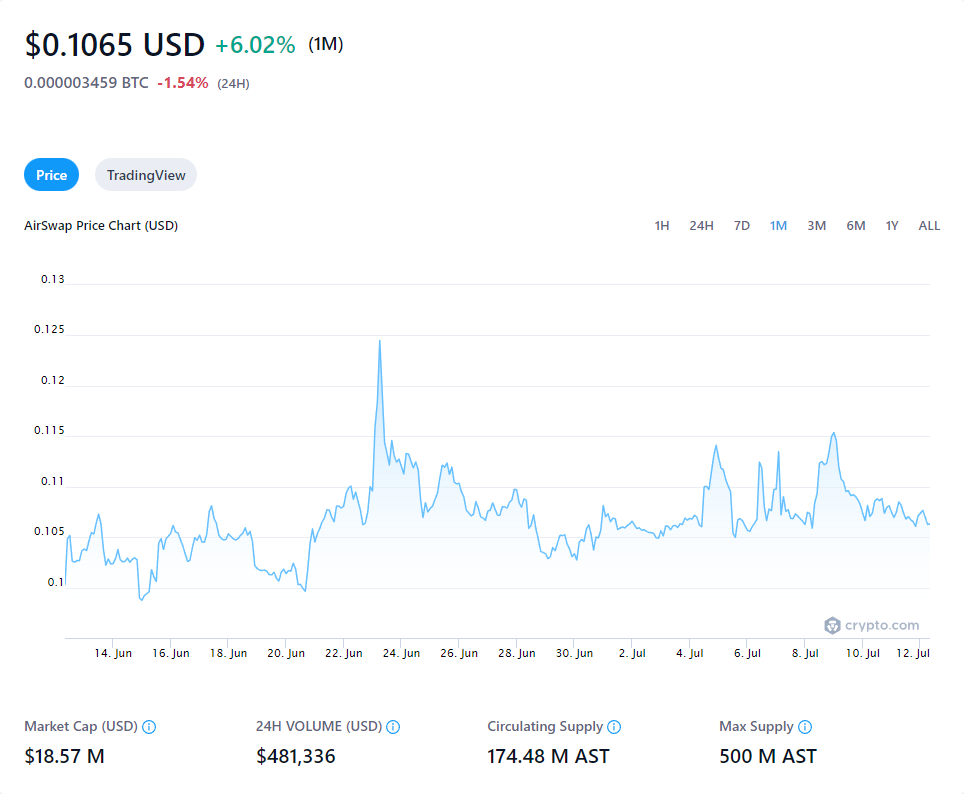 $0.1065 USD +6.02% (1M)
0.000003459 BTC -1.54% (24H)
Price TradingView
AirSwap Price Chart (USD) 1H 24H 7D 1M 3M 6M 1Y ALL
0.13
0.125
0.12
0.115
0.11
0.105
0.1
crypto.com
14. Jun 16. Jun 18. Jun 20. Jun 22. Jun 24. Jun 26. Jun 28. Jun 30. Jun 2. Jul 4. Jul 6. Jul 8. Jul 10. Jul 12. Jul
Market Cap (USD) 24H VOLUME (USD) Circulating Supply Max Supply
$18.57 M $481,336 174.48 M AST 500 M AST